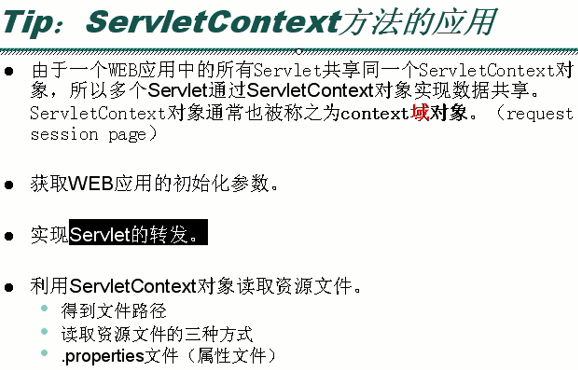 Tip：ServletContext方法的应用
由于一个WEB应用中的所有Servlet共享同一个ServletContext对
象，所以多个Servlet通过ServletContext对象实现数据共享。
ServletContext对象通常也被称之为context域对象。（request
session page）
获取WEB应用的初始化参数。
实现Servlet的转发。
利用ServletContext对象读取资源文件。
得到文件路径
读取资源文件的三种方式
.properties文件（属性文件）